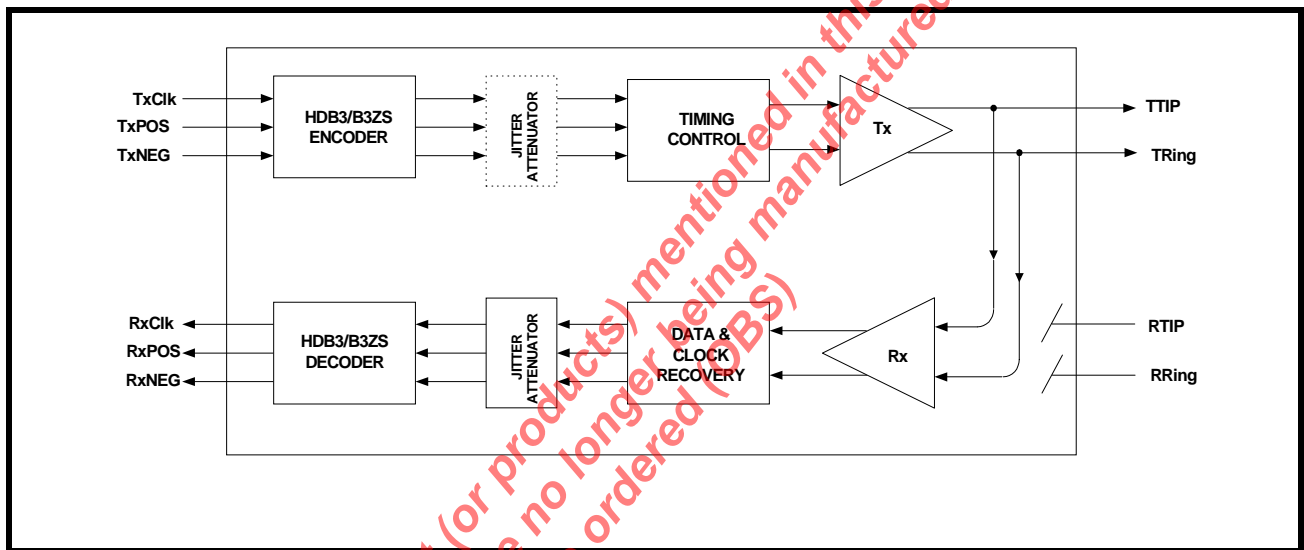 TxClk
TxPOS
TxNEG
HDB3/B3ZS
ENCODER
JITTER
ATTENUATOR
TIMING
CONTROL
Tx
TTIP
TRing
RxClk
RxPOS
RxNEG
HDB3/B3ZS
DECODER
JITTER
ATTENUATOR
DATA &
CLOCK
RECOVERY
Rx
RTIP
RRing
(or products) mentioned in this
no longer being manufactured
ordered (OBS)